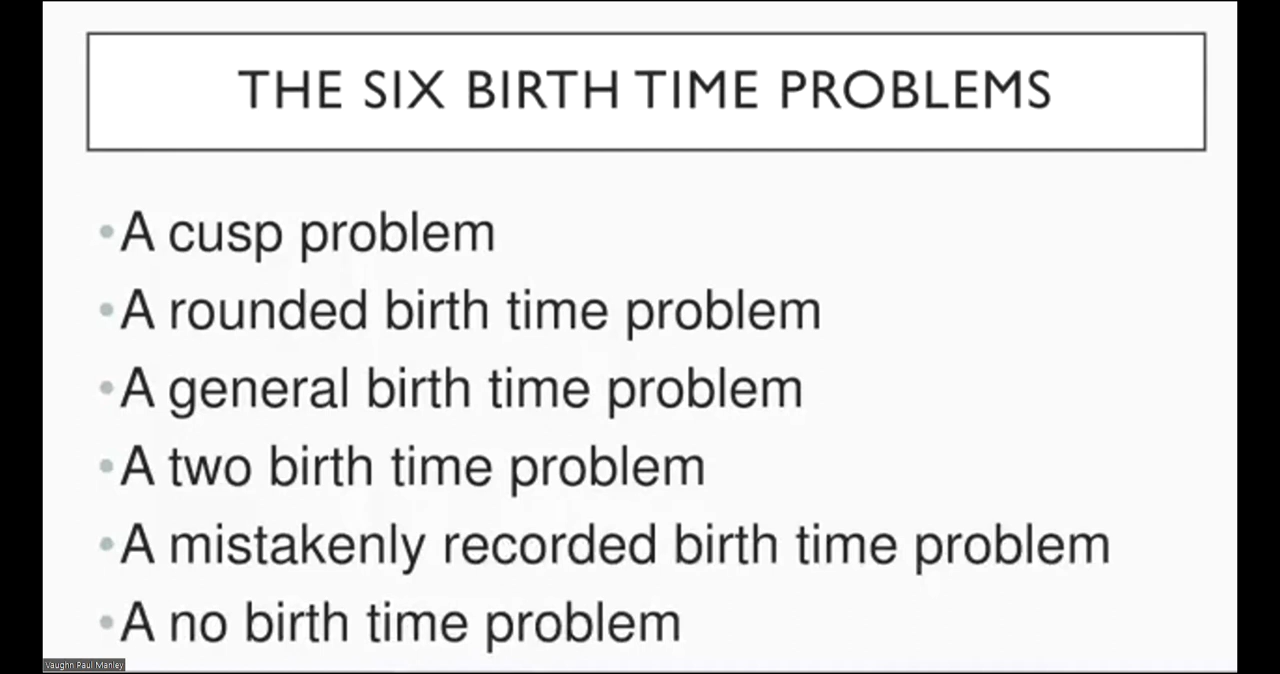 THE SIX BIRTH TIME PROBLEMS
•A cusp problem
•A rounded birth time problem
•A general birth time problem
•A two birth time problem
•A mistakenly recorded birth time problem
•A no birth time problem
Vaughn Paul Manley